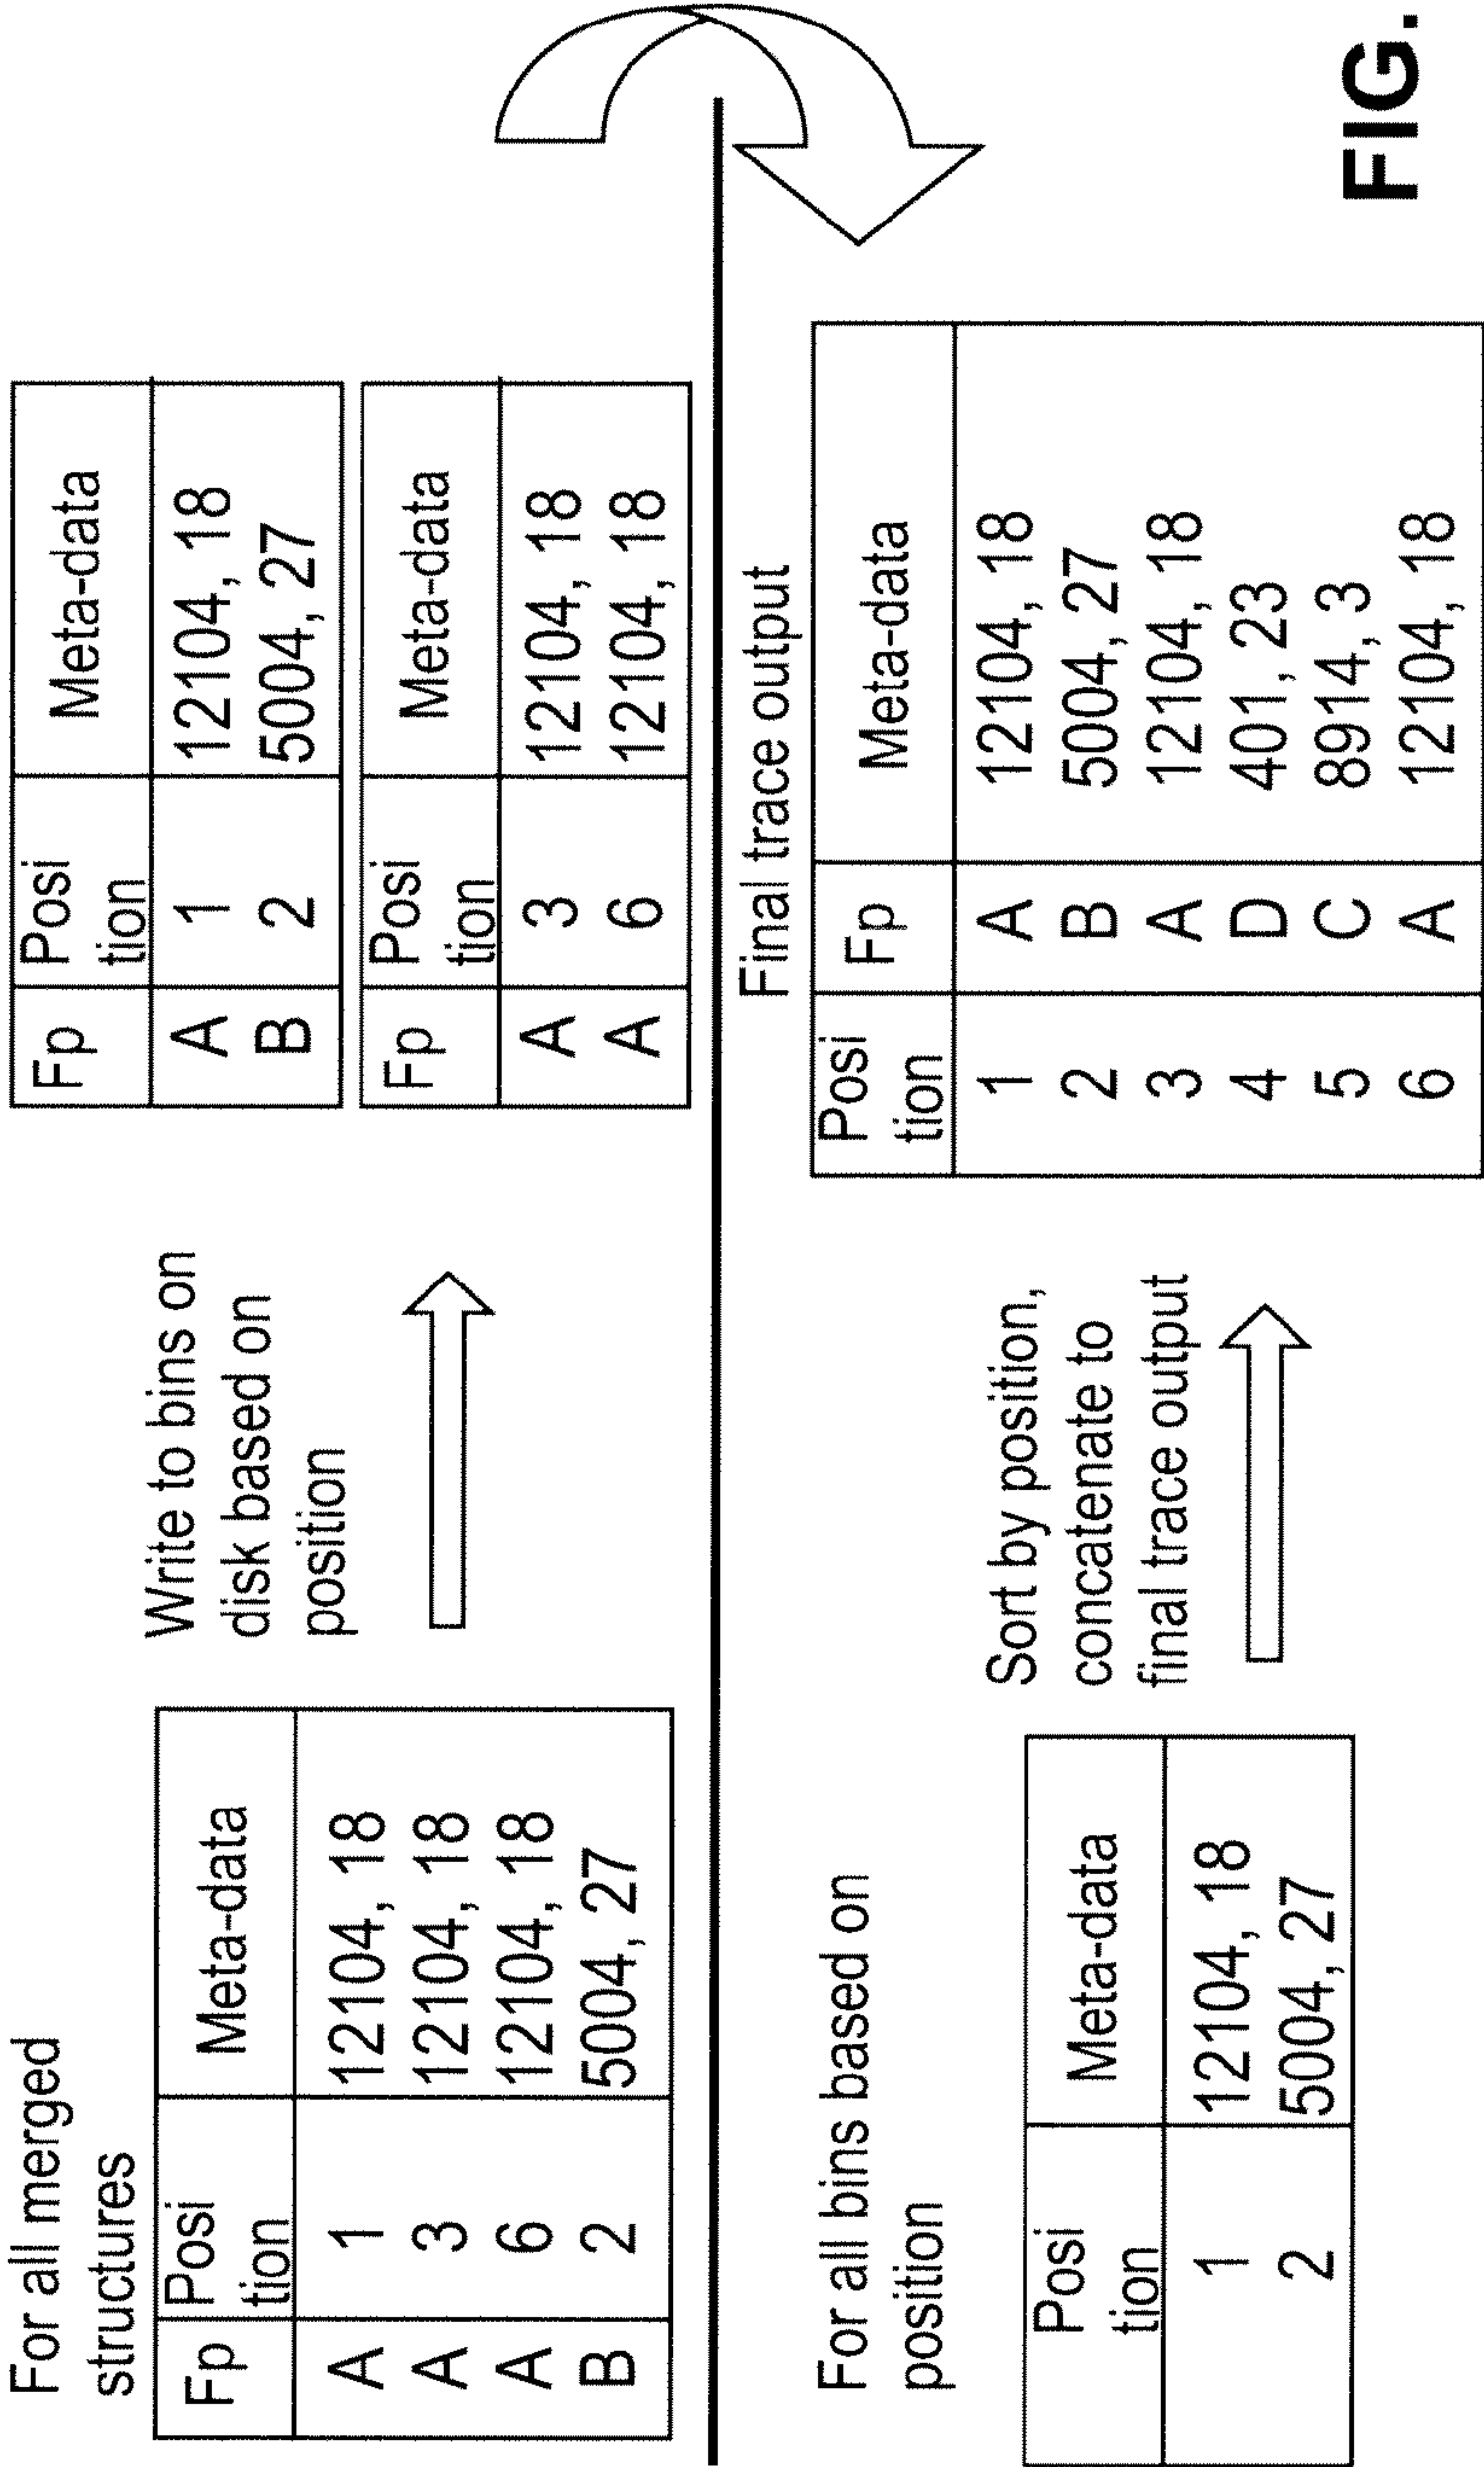 For all merged
structures
Fp Posi Meta-data
tion
A 1 12104, 18
A 3 12104, 18
A 6 12104, 18
B 2 5004, 27
Write to bins on
disk based on
position
Fp Posi Meta-data
tion
A 1 12104, 18
B 2 5004, 27
Fp Posi Meta-data
tion
A 3 12104, 18
A 6 12104, 18
For all bins based on
position
Posi Meta-data
tion
1 12104, 18
2 5004, 27
Sort by position,
concatenate to
final trace output
Final trace output
Posi Fp Meta-data
tion
1 A 12104, 18
2 B 5004, 27
3 A 12104, 18
4 D 401, 23
5 C 8914, 3
6 A 12104, 18
FIG.